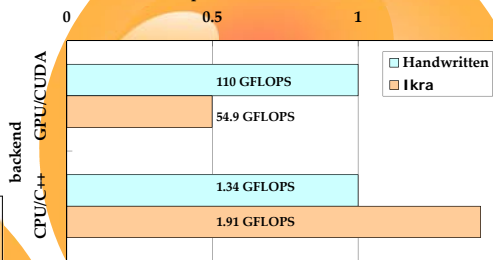 0 0.5 1
Handwritten
Ikra
110 GFLOPS
54.9 GFLOPS
1.34 GFLOPS
1.91 GFLOPS
GPU/CUDA
CPU/C++
backend